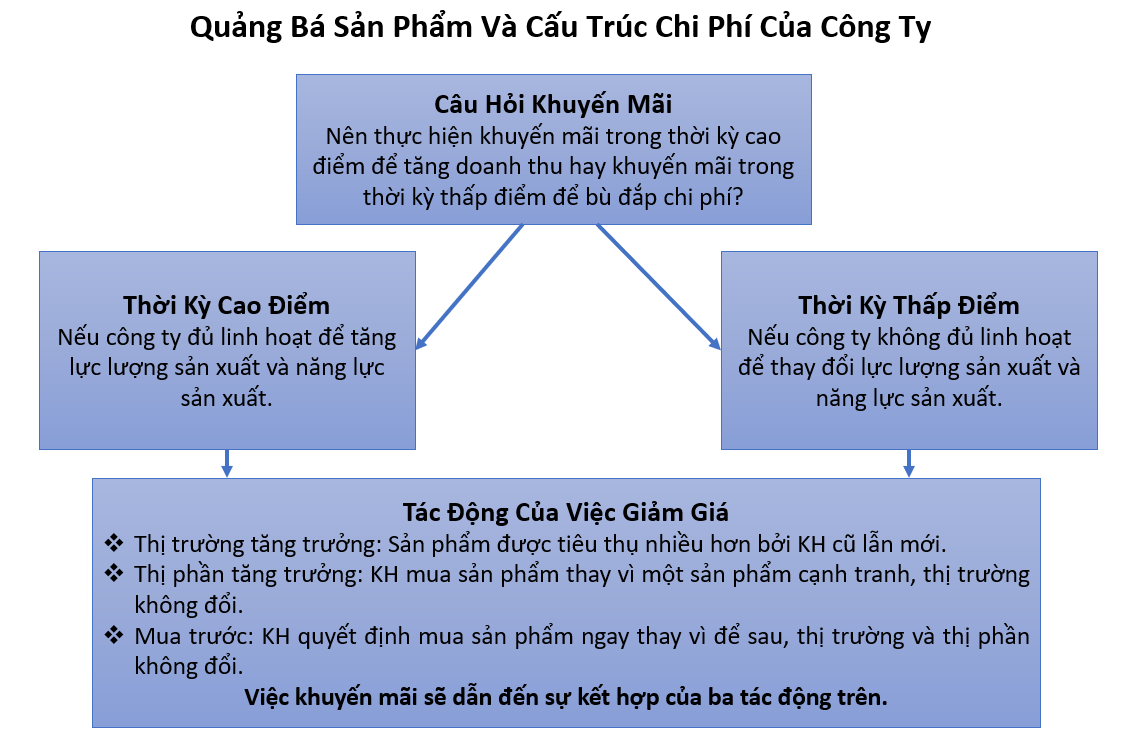 Quảng Bá Sản Phẩm Và Cấu Trúc Chi Phí Của Công Ty
Câu Hỏi Khuyến Mãi
Nên thực hiện khuyến mãi trong thời kỳ cao
điểm để tăng doanh thu hay khuyến mãi trong
thời kỳ thấp điểm để bù đắp chi phí?
Thời Kỳ Cao Điểm
Nếu công ty đủ linh hoạt để tăng
lực lượng sản xuất và năng lực
sản xuất.
Thời Kỳ Thấp Điểm
Nếu công ty không đủ linh hoạt
để thay đổi lực lượng sản xuất và
năng lực sản xuất.
Tác Động Của Việc Giảm Giá
❖ Thị trường tăng trưởng: Sản phẩm được tiêu thụ nhiều hơn bởi KH cũ lẫn mới.
❖ Thị phần tăng trưởng: KH mua sản phẩm thay vì một sản phẩm cạnh tranh, thị trường
không đổi.
❖ Mua trước: KH quyết định mua sản phẩm ngay thay vì để sau, thị trường và thị phần
không đổi.
Việc khuyến mãi sẽ dẫn đến sự kết hợp của ba tác động trên.